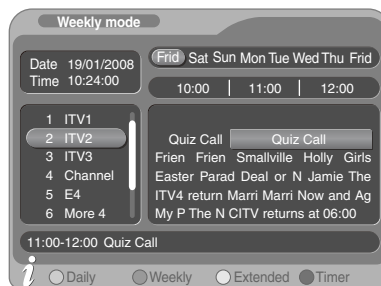 Weekly mode
Date 19/01/2008
Time 10:24:00
Frid Sat Sun Mon Tue Wed Thu Frid
10:00 11:00 12:00
1 ITV1
2 ITV2
3 ITV3
4 Channel
5 E4
6 More 4
Quiz Call Quiz Call
Frien Frien Smallville Holly Girls
Easter Parad Deal or N Jamie The
ITV4 return Marri Marri Now and Ag
My P The N CITV returns at 06:00
11:00-12:00 Quiz Call
i Daily Weekly Extended Timer